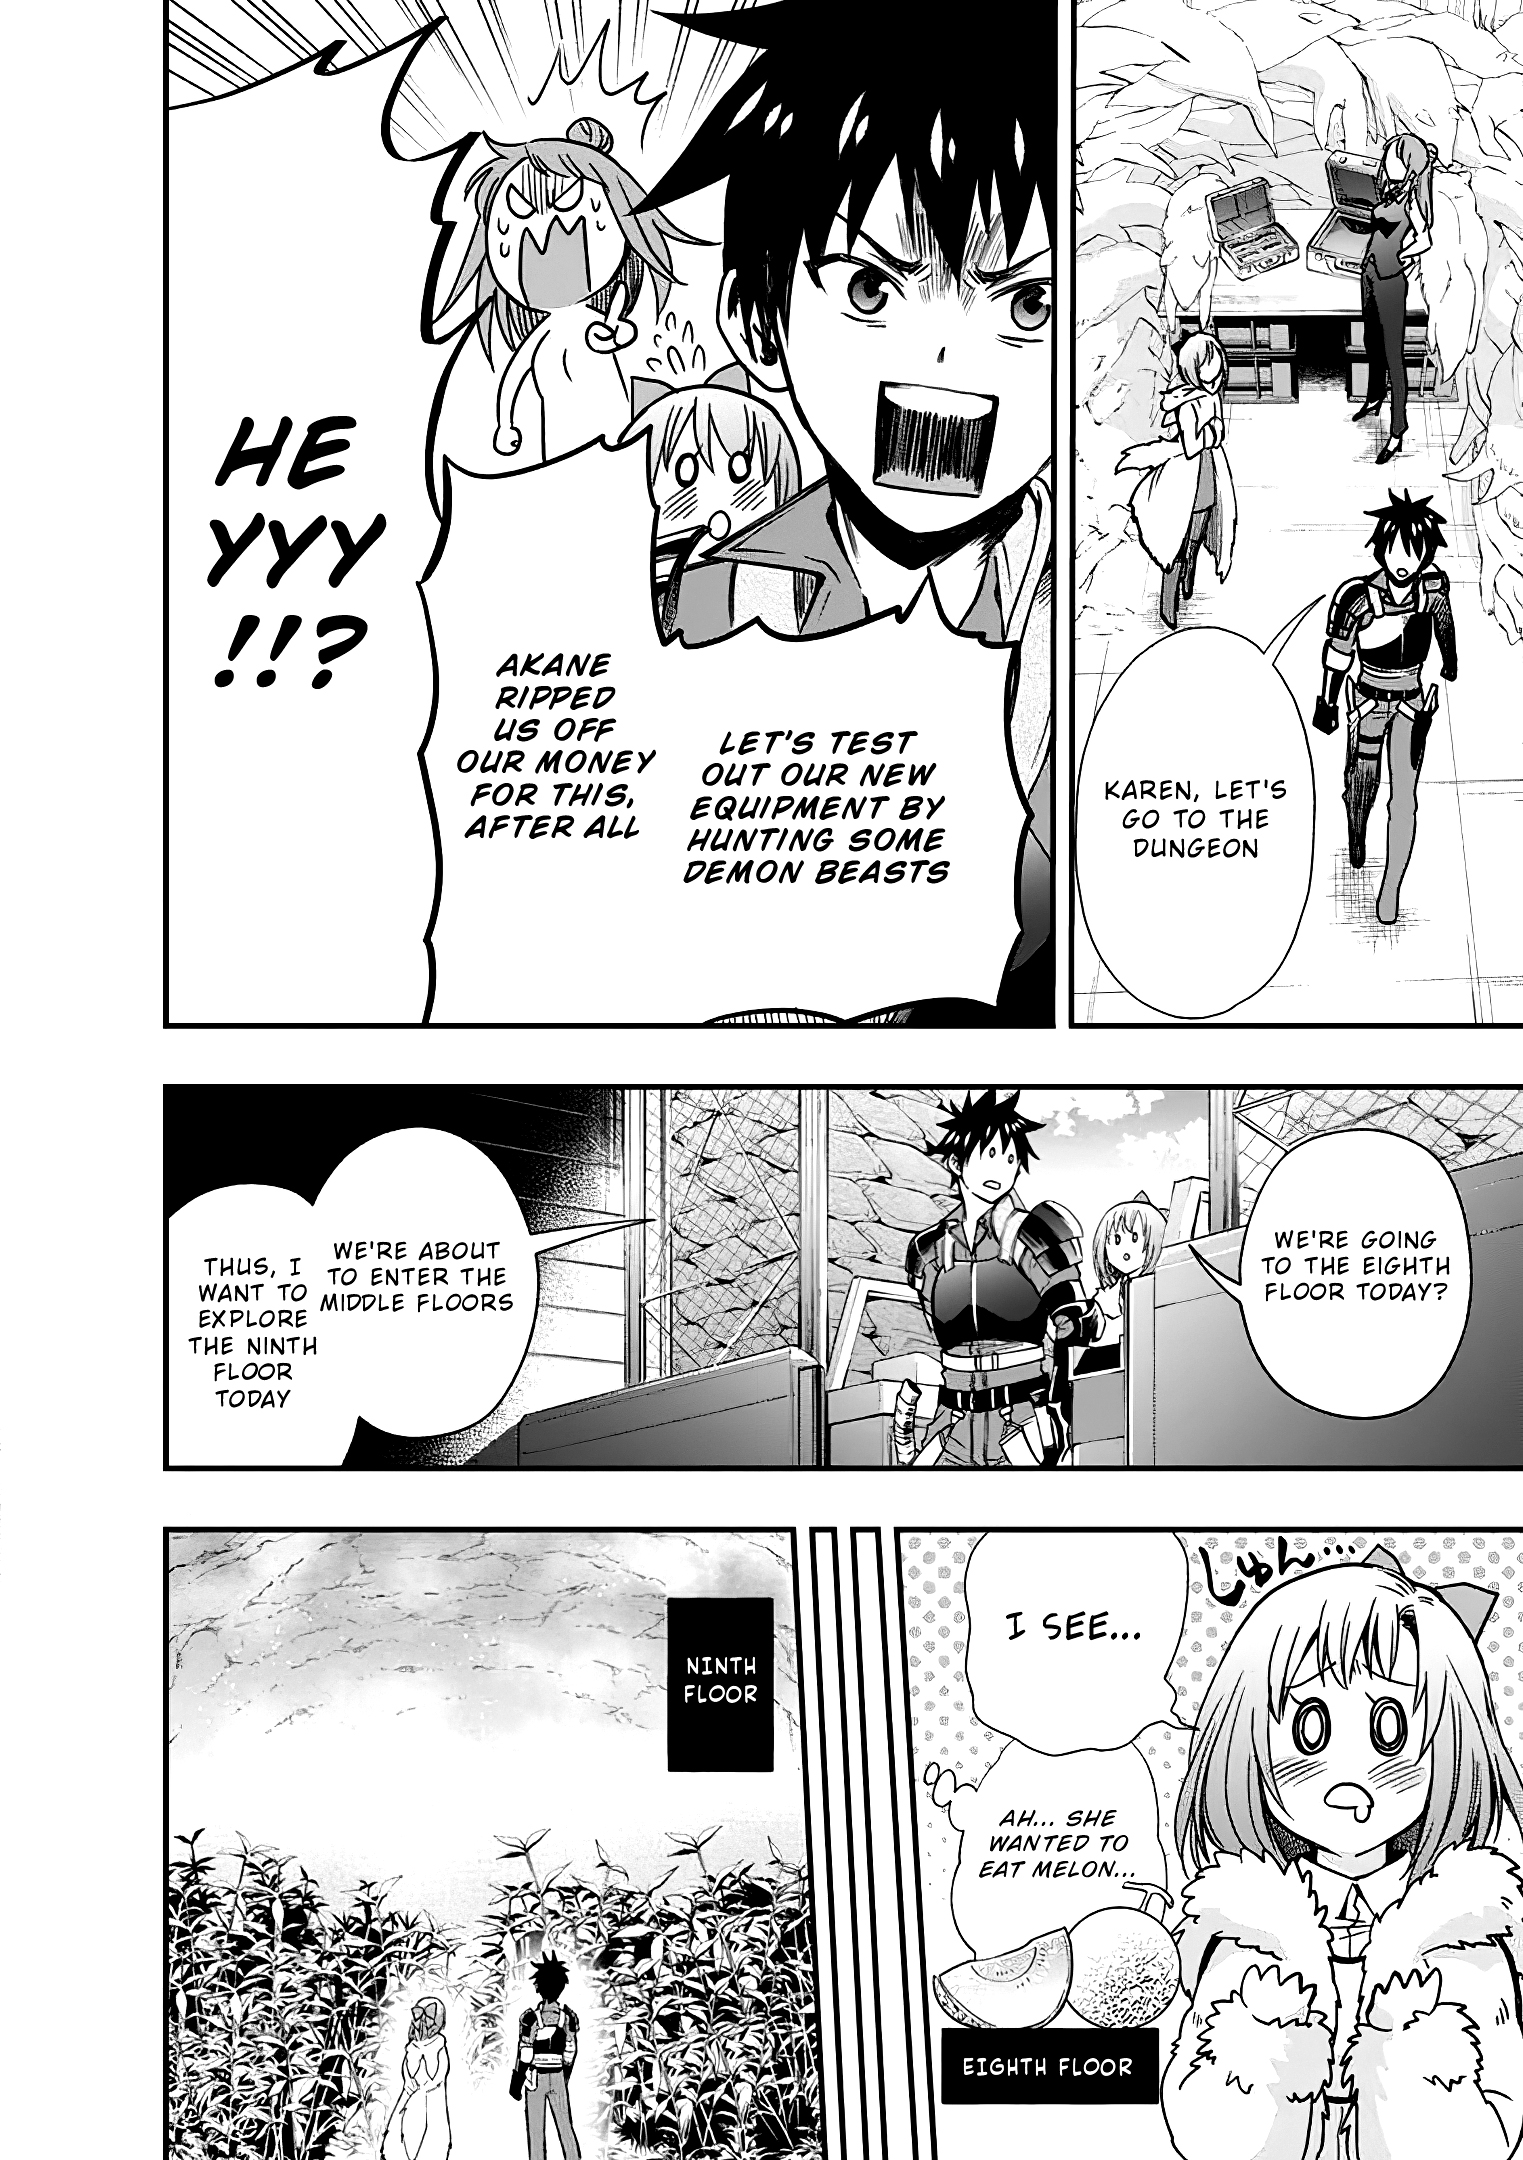 KAREN, LET'S
GO TO THE
DUNGEON
LET'S TEST
OUT OUR NEW
EQUIPMENT BY
HUNTING SOME
DEMON BEASTS
AKANE
RIPPED
US OFF
OUR MONEY
FOR THIS,
AFTER ALL
HE
YYY
!!?
WE'RE GOING
TO THE EIGHTH
FLOOR TODAY?
WE'RE ABOUT
TO ENTER THE
MIDDLE FLOORS
THUS, I
WANT TO
EXPLORE
THE NINTH
FLOOR
TODAY
しゅん…
I SEE...
AH... SHE
WANTED TO
EAT MELON...
EIGHTH FLOOR
NINTH
FLOOR